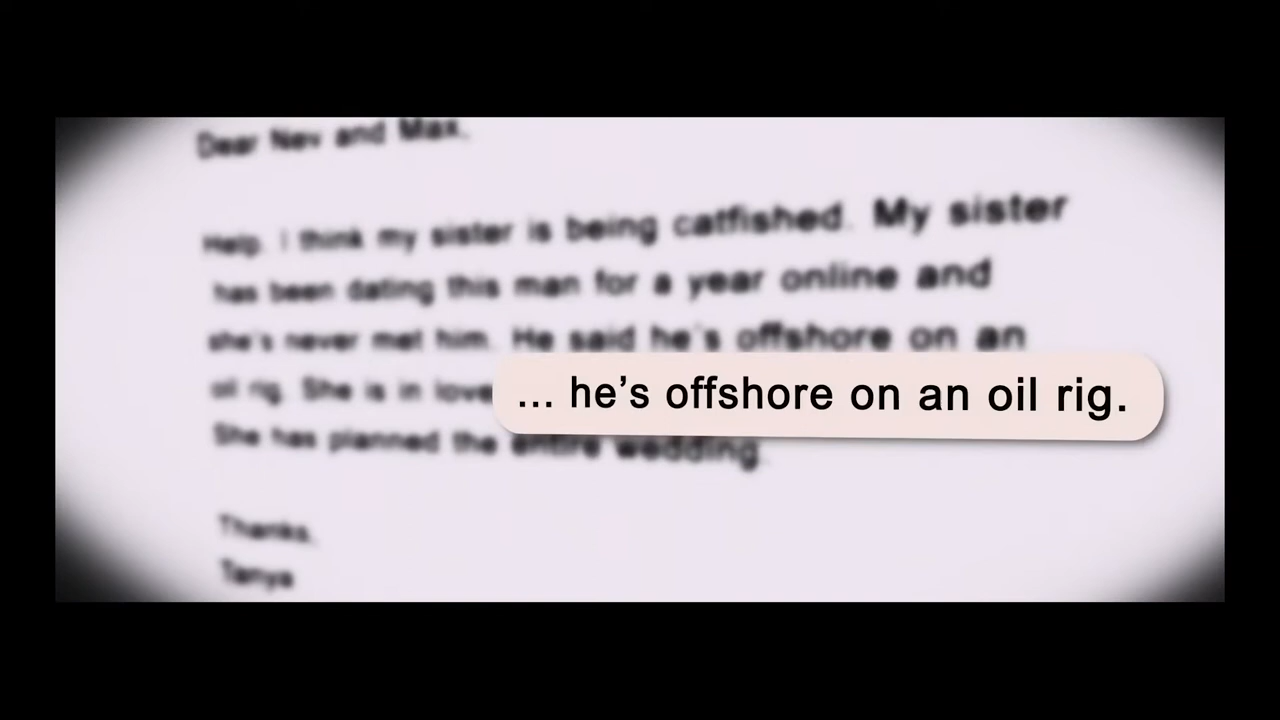 Dear Nev and Max,
Help. I think my sister is being catfished. My sister
has been dating this man for a year online and
she's never met him. He said he's offshore on an
oil rig. She is in love
... he’s offshore on an oil rig.
She has planned the entire wedding.
Thanks,
Tanya